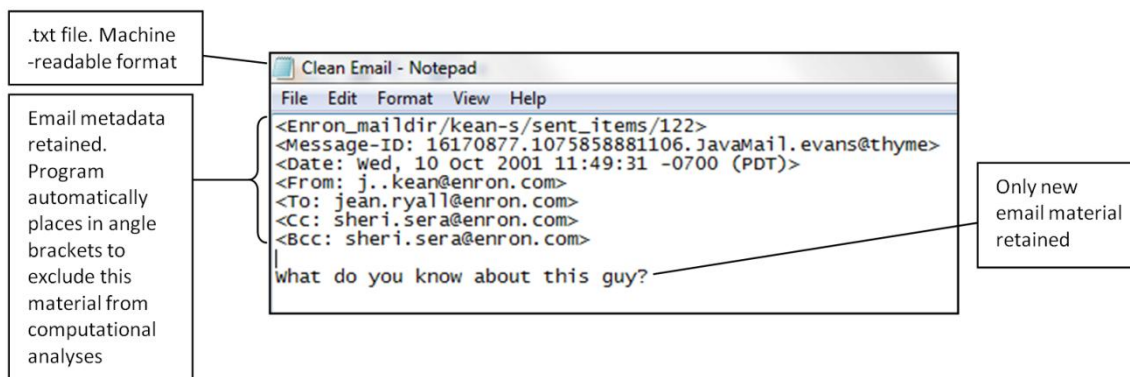 .txt file. Machine
-readable format
Email metadata
retained.
Program
automatically
places in angle
brackets to
exclude this
material from
computational
analyses
Clean Email - Notepad
File Edit Format View Help
<Enron_maildir/kean-s/sent_items/122>
<Message-ID: 16170877.1075858881106.JavaMail.evans@thyme>
<Date: Wed, 10 Oct 2001 11:49:31 -0700 (PDT)>
<From: j..kean@enron.com>
<To: jean.ryall@enron.com>
<Cc: sheri.sera@enron.com>
<Bcc: sheri.sera@enron.com>
What do you know about this guy?
Only new
email material
retained